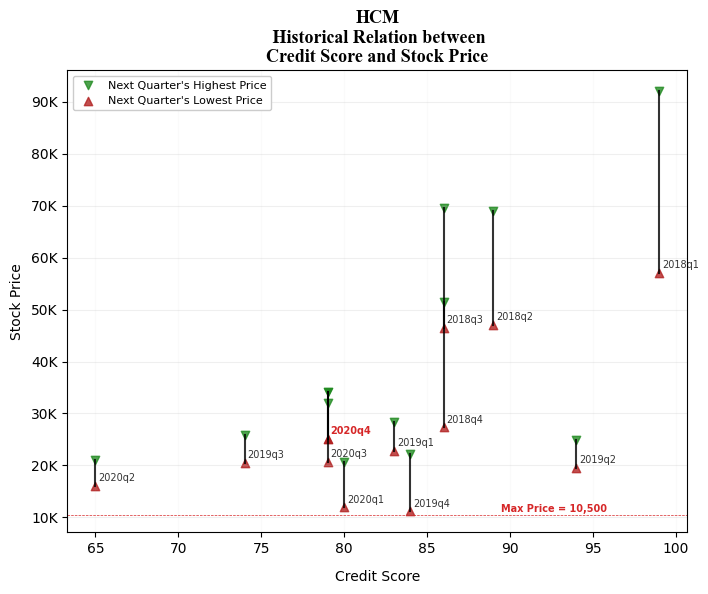 HCM
Historical Relation between
Credit Score and Stock Price
Next Quarter's Highest Price
Next Quarter's Lowest Price
90K
80K
70K
60K
50K
40K
30K
20K
10K
Stock Price
2018q1
2018q2
2018q3
2018q4
2020q4
2019q1
2020q3
2019q3
2019q2
2020q2
2020q1
2019q4
Max Price = 10,500
65 70 75 80 85 90 95 100
Credit Score